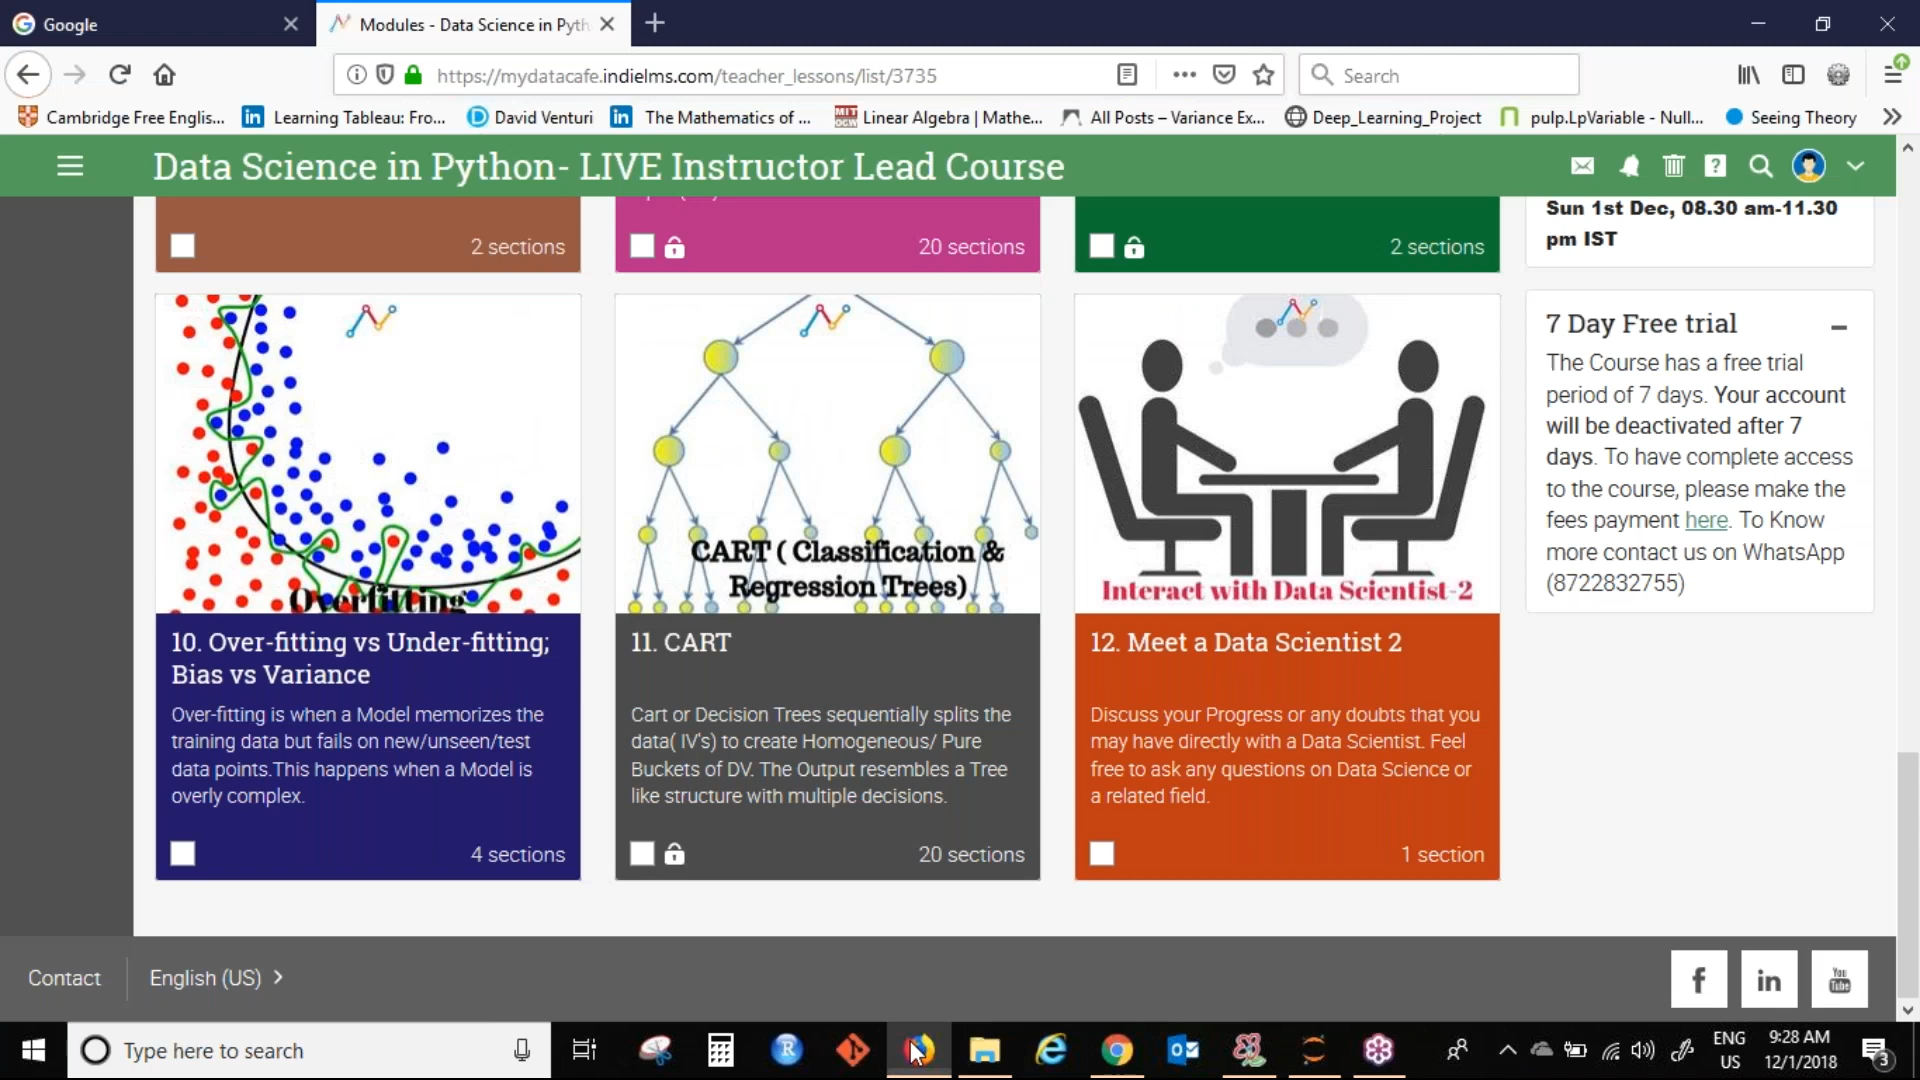 Google
Modules - Data Science in Pyth
https://mydatacafe.indielms.com/teacher_lessons/list/3735
Search
Cambridge Free Englis...
Learning Tableau: Fro...
David Venturi
The Mathematics of ...
MIT
OCW
Linear Algebra | Mathe...
All Posts – Variance Ex...
Deep_Learning_Project
pulp.LpVariable - Null...
Seeing Theory
Data Science in Python- LIVE Instructor Lead Course
2 sections
20 sections
2 sections
Sun 1st Dec, 08.30 am-11.30
pm IST
Overfitting
10. Over-fitting vs Under-fitting;
Bias vs Variance
Over-fitting is when a Model memorizes the
training data but fails on new/unseen/test
data points.This happens when a Model is
overly complex.
4 sections
CART ( Classification &
Regression Trees)
11. CART
Cart or Decision Trees sequentially splits the
data( IV's) to create Homogeneous/ Pure
Buckets of DV. The Output resembles a Tree
like structure with multiple decisions.
20 sections
Interact with Data Scientist-2
12. Meet a Data Scientist 2
Discuss your Progress or any doubts that you
may have directly with a Data Scientist. Feel
free to ask any questions on Data Science or
a related field.
1 section
7 Day Free trial
The Course has a free trial
period of 7 days. Your account
will be deactivated after 7
days. To have complete access
to the course, please make the
fees payment here. To Know
more contact us on WhatsApp
(8722832755)
Contact
English (US)
You
Tube
Type here to search
ENG
US
9:28 AM
12/1/2018
3